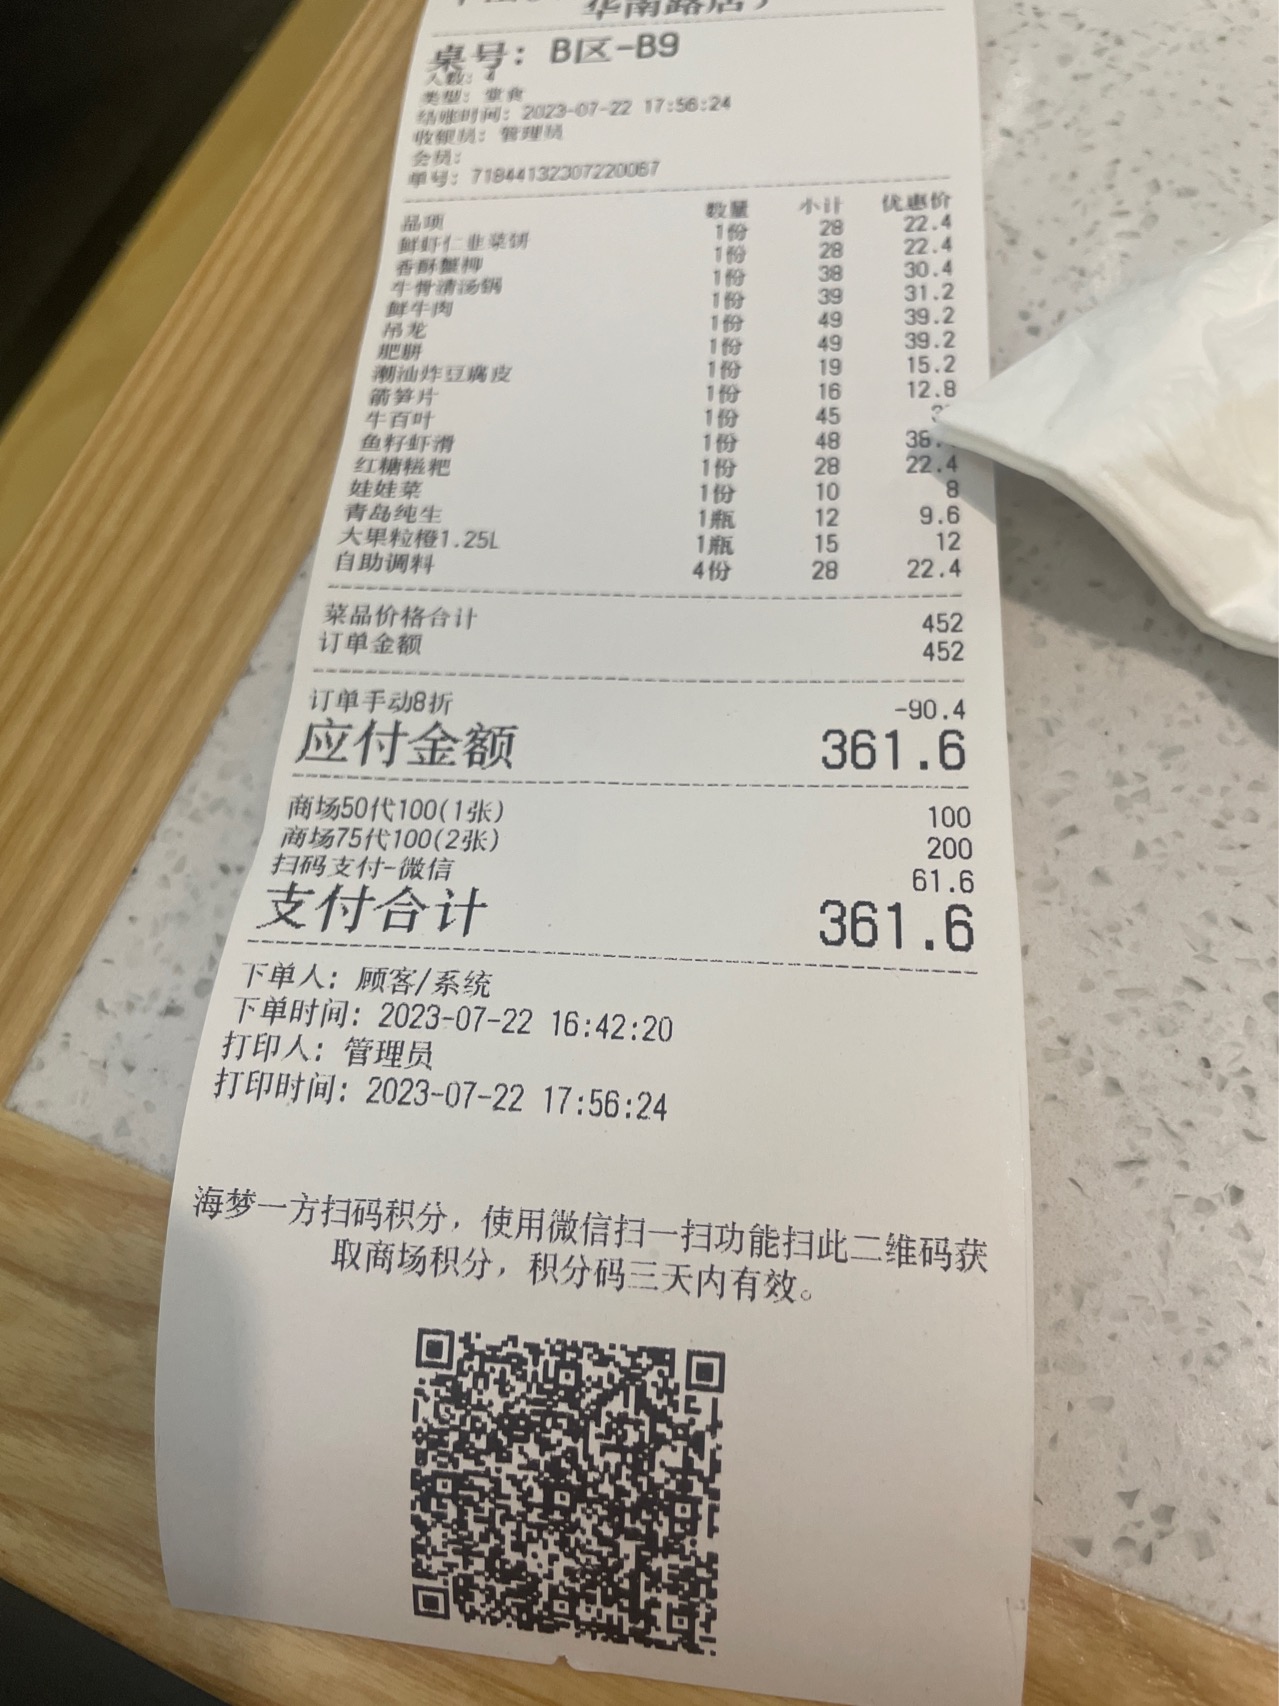 华南路店)
桌号: B区-B9
人数: 4
类型: 堂食
结账时间: 2023-07-22 17:56:24
收银员: 管理员
会员:
单号: 71844132307220067
品项 数量 小计 优惠价
鲜虾仁韭菜饼 1份 28 22.4
香酥蟹柳 1份 28 22.4
牛骨清汤锅 1份 38 30.4
鲜牛肉 1份 39 31.2
吊龙 1份 49 39.2
肥胼 1份 49 39.2
潮汕炸豆腐皮 1份 19 15.2
箭笋片 1份 16 12.8
牛百叶 1份 45
鱼籽虾滑 1份 48 38.
红糖糍粑 1份 28 22.4
娃娃菜 1份 10 8
青岛纯生 1瓶 12 9.6
大果粒橙1.25L 1瓶 15 12
自助调料 4份 28 22.4
菜品价格合计 452
订单金额 452
订单手动8折 -90.4
应付金额 361.6
商场50代100(1张) 100
商场75代100(2张) 200
扫码支付-微信 61.6
支付合计 361.6
下单人: 顾客/系统
下单时间: 2023-07-22 16:42:20
打印人: 管理员
打印时间: 2023-07-22 17:56:24
海梦一方扫码积分，使用微信扫一扫功能扫此二维码获
取商场积分，积分码三天内有效。